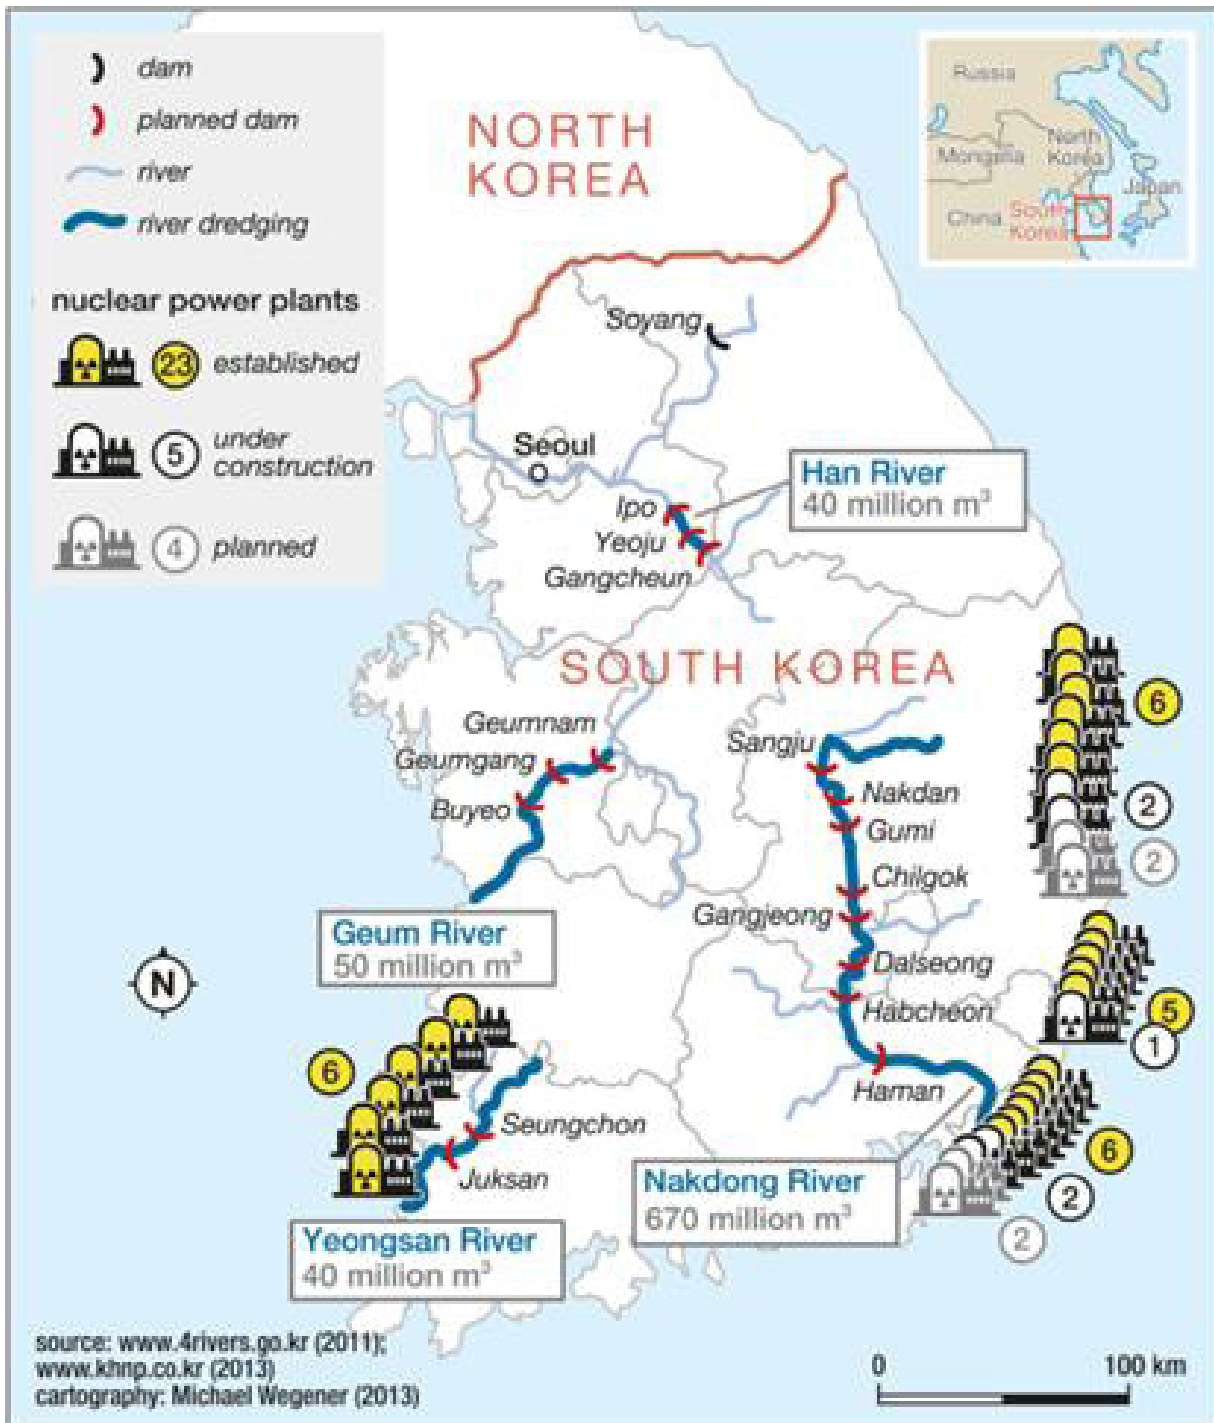 dam
planned dam
river
river dredging
nuclear power plants
23 established
5 under
construction
4 planned
NORTH
KOREA
Russia
Mongolia
North
Korea
Japan
China
South
Korea
Soyang
Seoul
Han River
40 million m³
Ipo
Yeoju
Gangcheun
SOUTH KOREA
Geumnam
Geumgang
Buyeo
Sangju
Nakdan
Gumi
Chilgok
Gangjeong
Dalseong
Habcheon
Haman
6
2
2
Geum River
50 million m³
N
5
1
6
Seungchon
Juksan
6
2
2
Nakdong River
670 million m³
Yeongsan River
40 million m³
source: www.4rivers.go.kr (2011);
www.khnp.co.kr (2013)
cartography: Michael Wegener (2013)
0 100 km